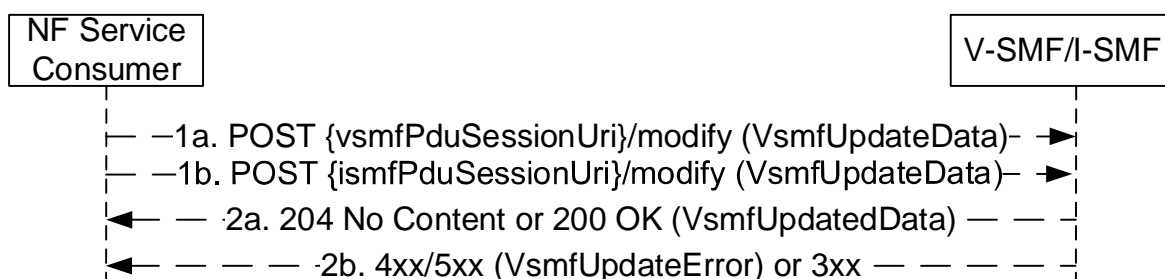 NF Service
Consumer
V-SMF/I-SMF
1a. POST {vsmfPduSessionUri}/modify (VsmfUpdateData)
1b. POST {ismfPduSessionUri}/modify (VsmfUpdateData)
2a. 204 No Content or 200 OK (VsmfUpdatedData)
2b. 4xx/5xx (VsmfUpdateError) or 3xx